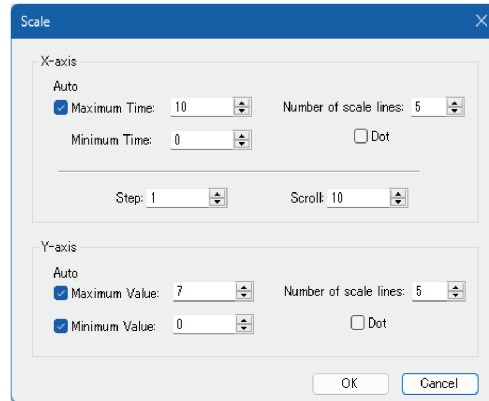 Scale
X-axis
Auto
Maximum Time: 10 Number of scale lines: 5
Minimum Time: 0 Dot
Step: 1 Scroll: 10
Y-axis
Auto
Maximum Value: 7 Number of scale lines: 5
Minimum Value: 0 Dot
OK Cancel